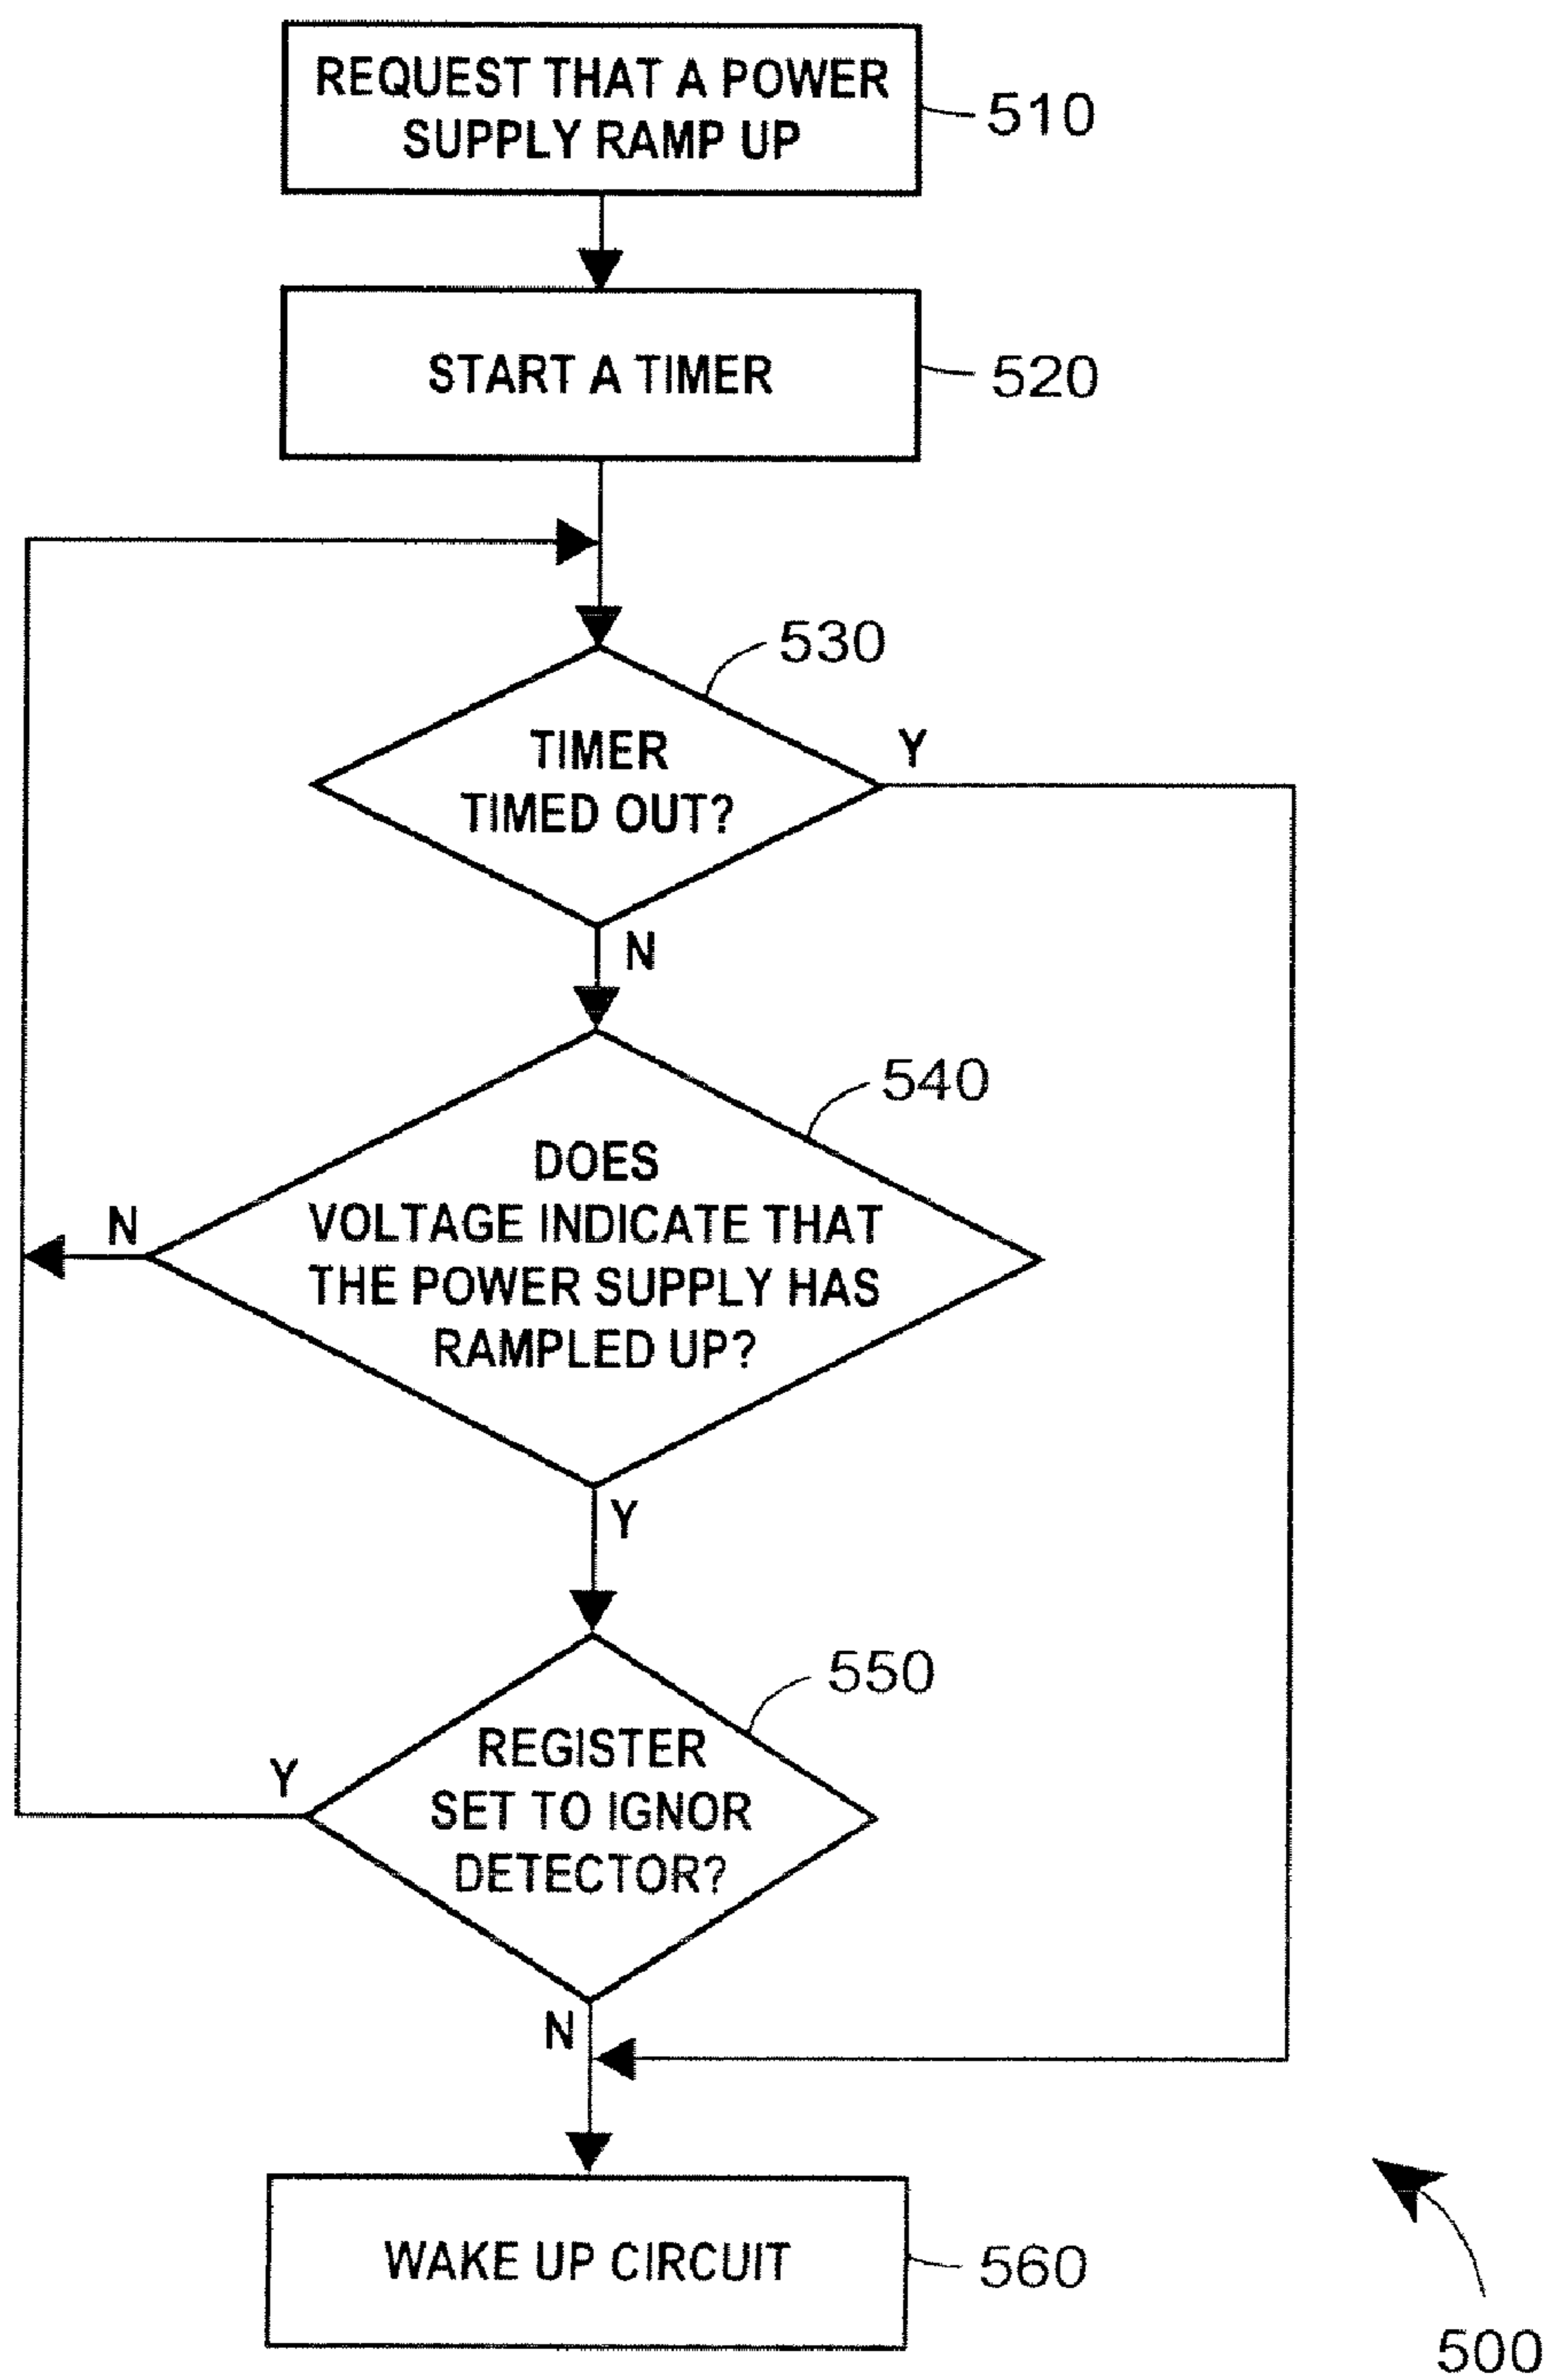 REQUEST THAT A POWER
SUPPLY RAMP UP
510
START A TIMER
520
530
TIMER
TIMED OUT?
Y
N
540
DOES
VOLTAGE INDICATE THAT
THE POWER SUPPLY HAS
RAMPLED UP?
N
Y
550
REGISTER
SET TO IGNOR
DETECTOR?
Y
N
WAKE UP CIRCUIT
560
500